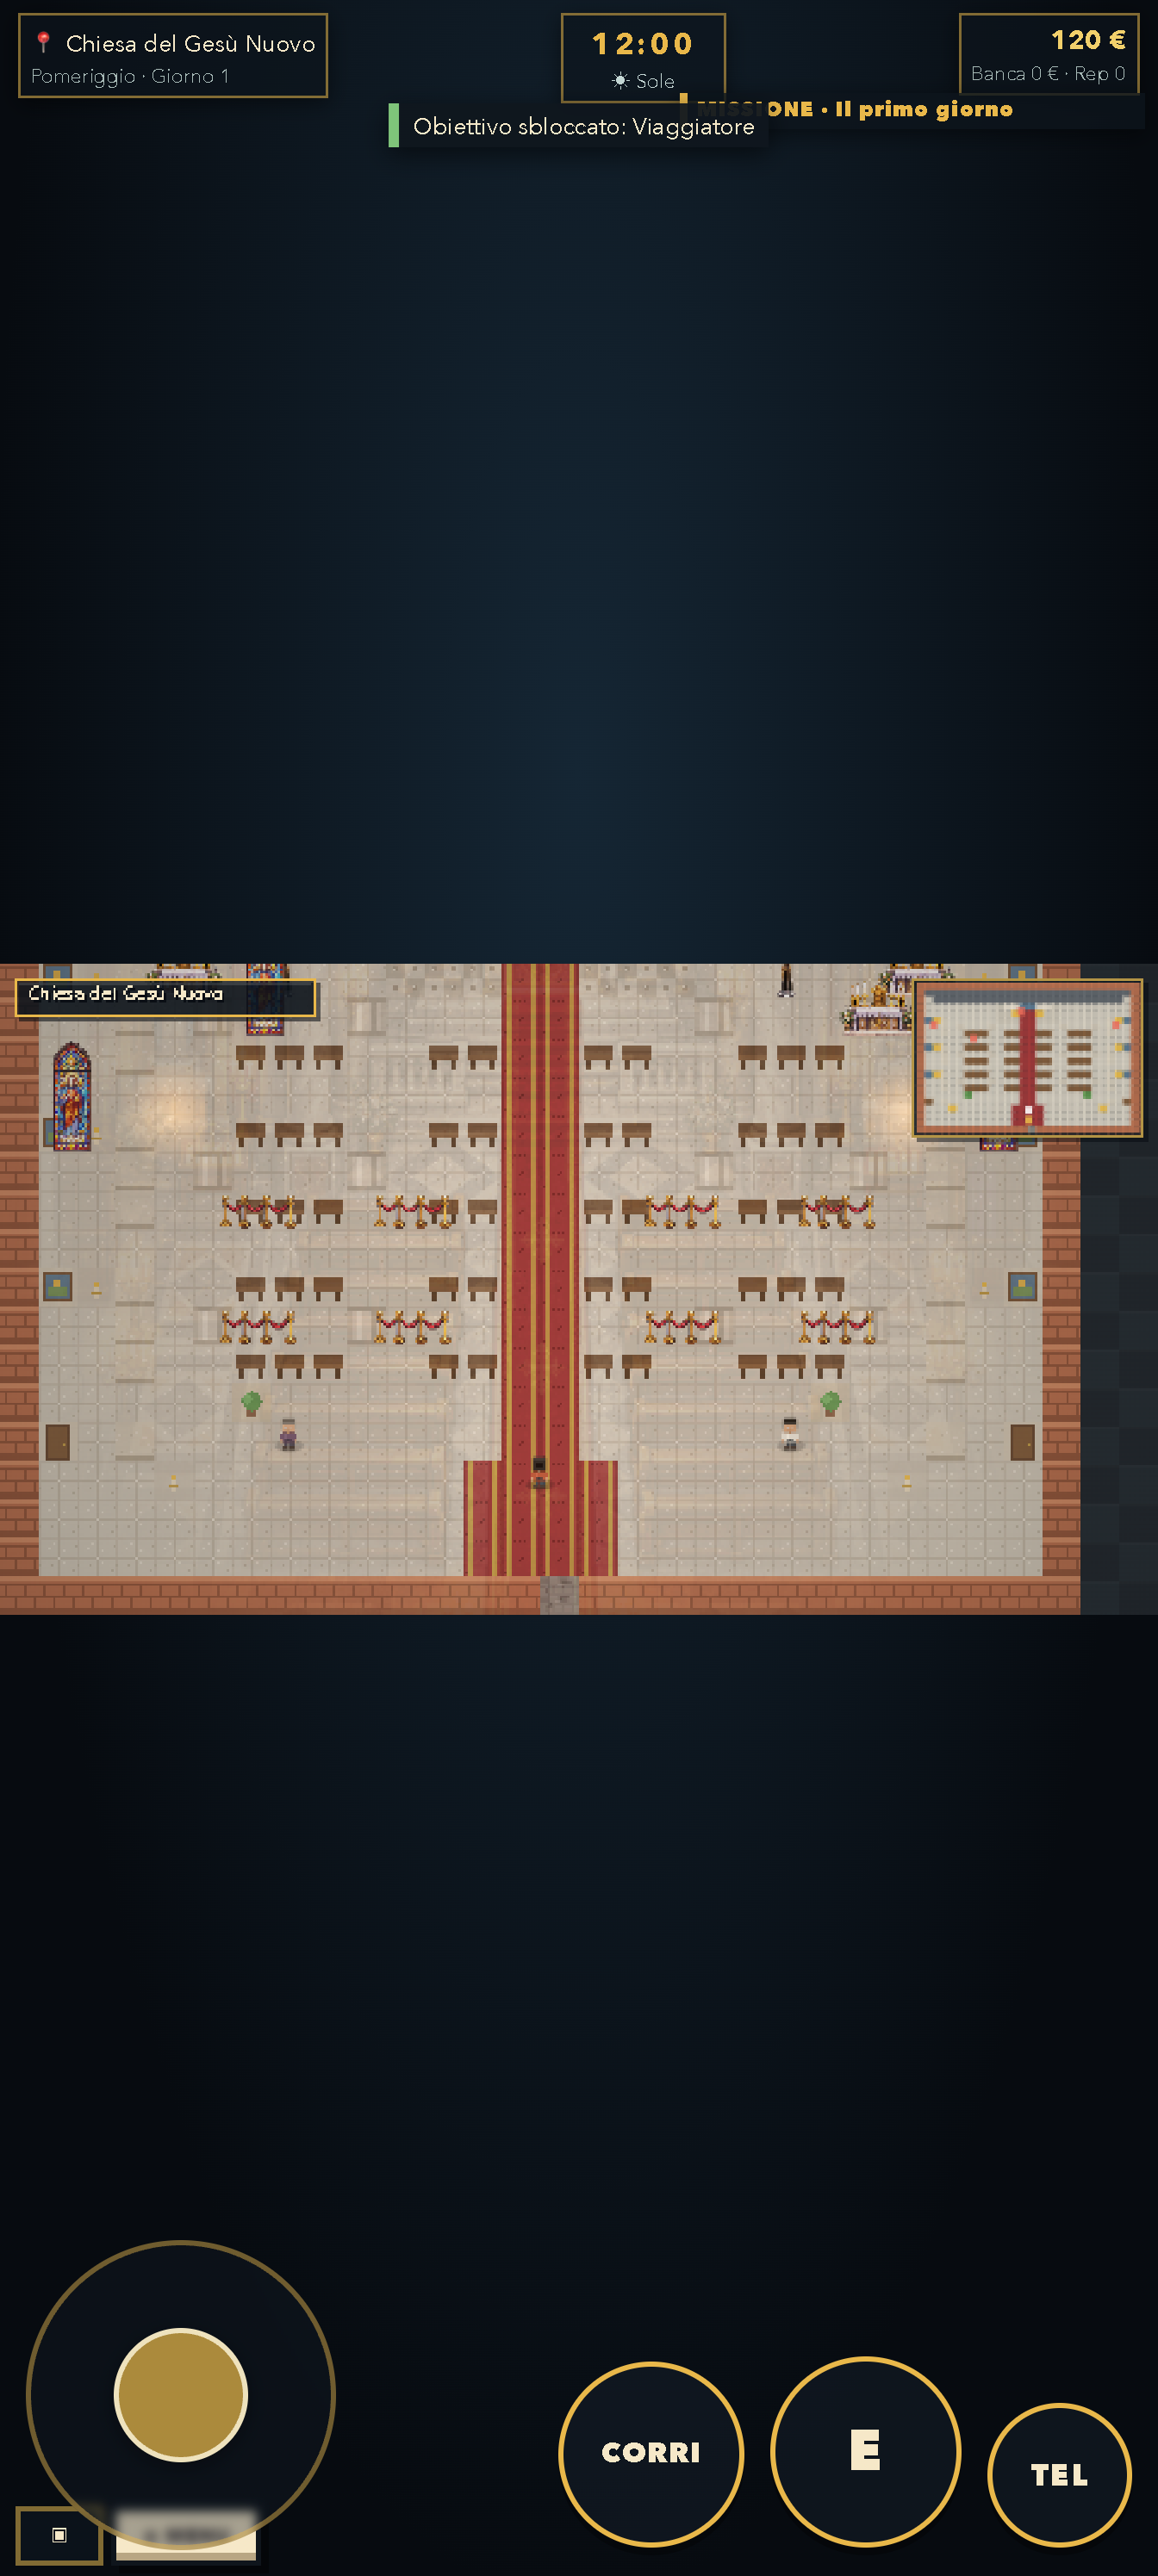 Chiesa del Gesù Nuovo
Pomeriggio · Giorno 1
12:00
Sole
120 €
Banca 0 € · Rep 0
MISSIONE · Il primo giorno
Obiettivo sbloccato: Viaggiatore
Chiesa del Gesù Nuovo
CORRI
E
TEL